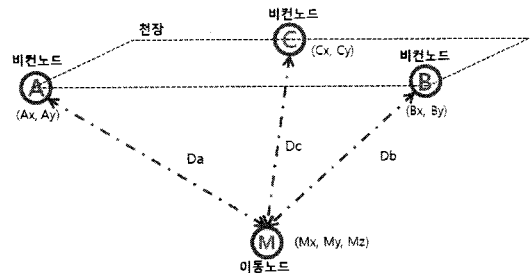 천장
비컨노드
C
(Cx, Cy)
비컨노드
A
(Ax, Ay)
비컨노드
B
(Bx, By)
Da
Dc
Db
M
(Mx, My, Mz)
이동노드